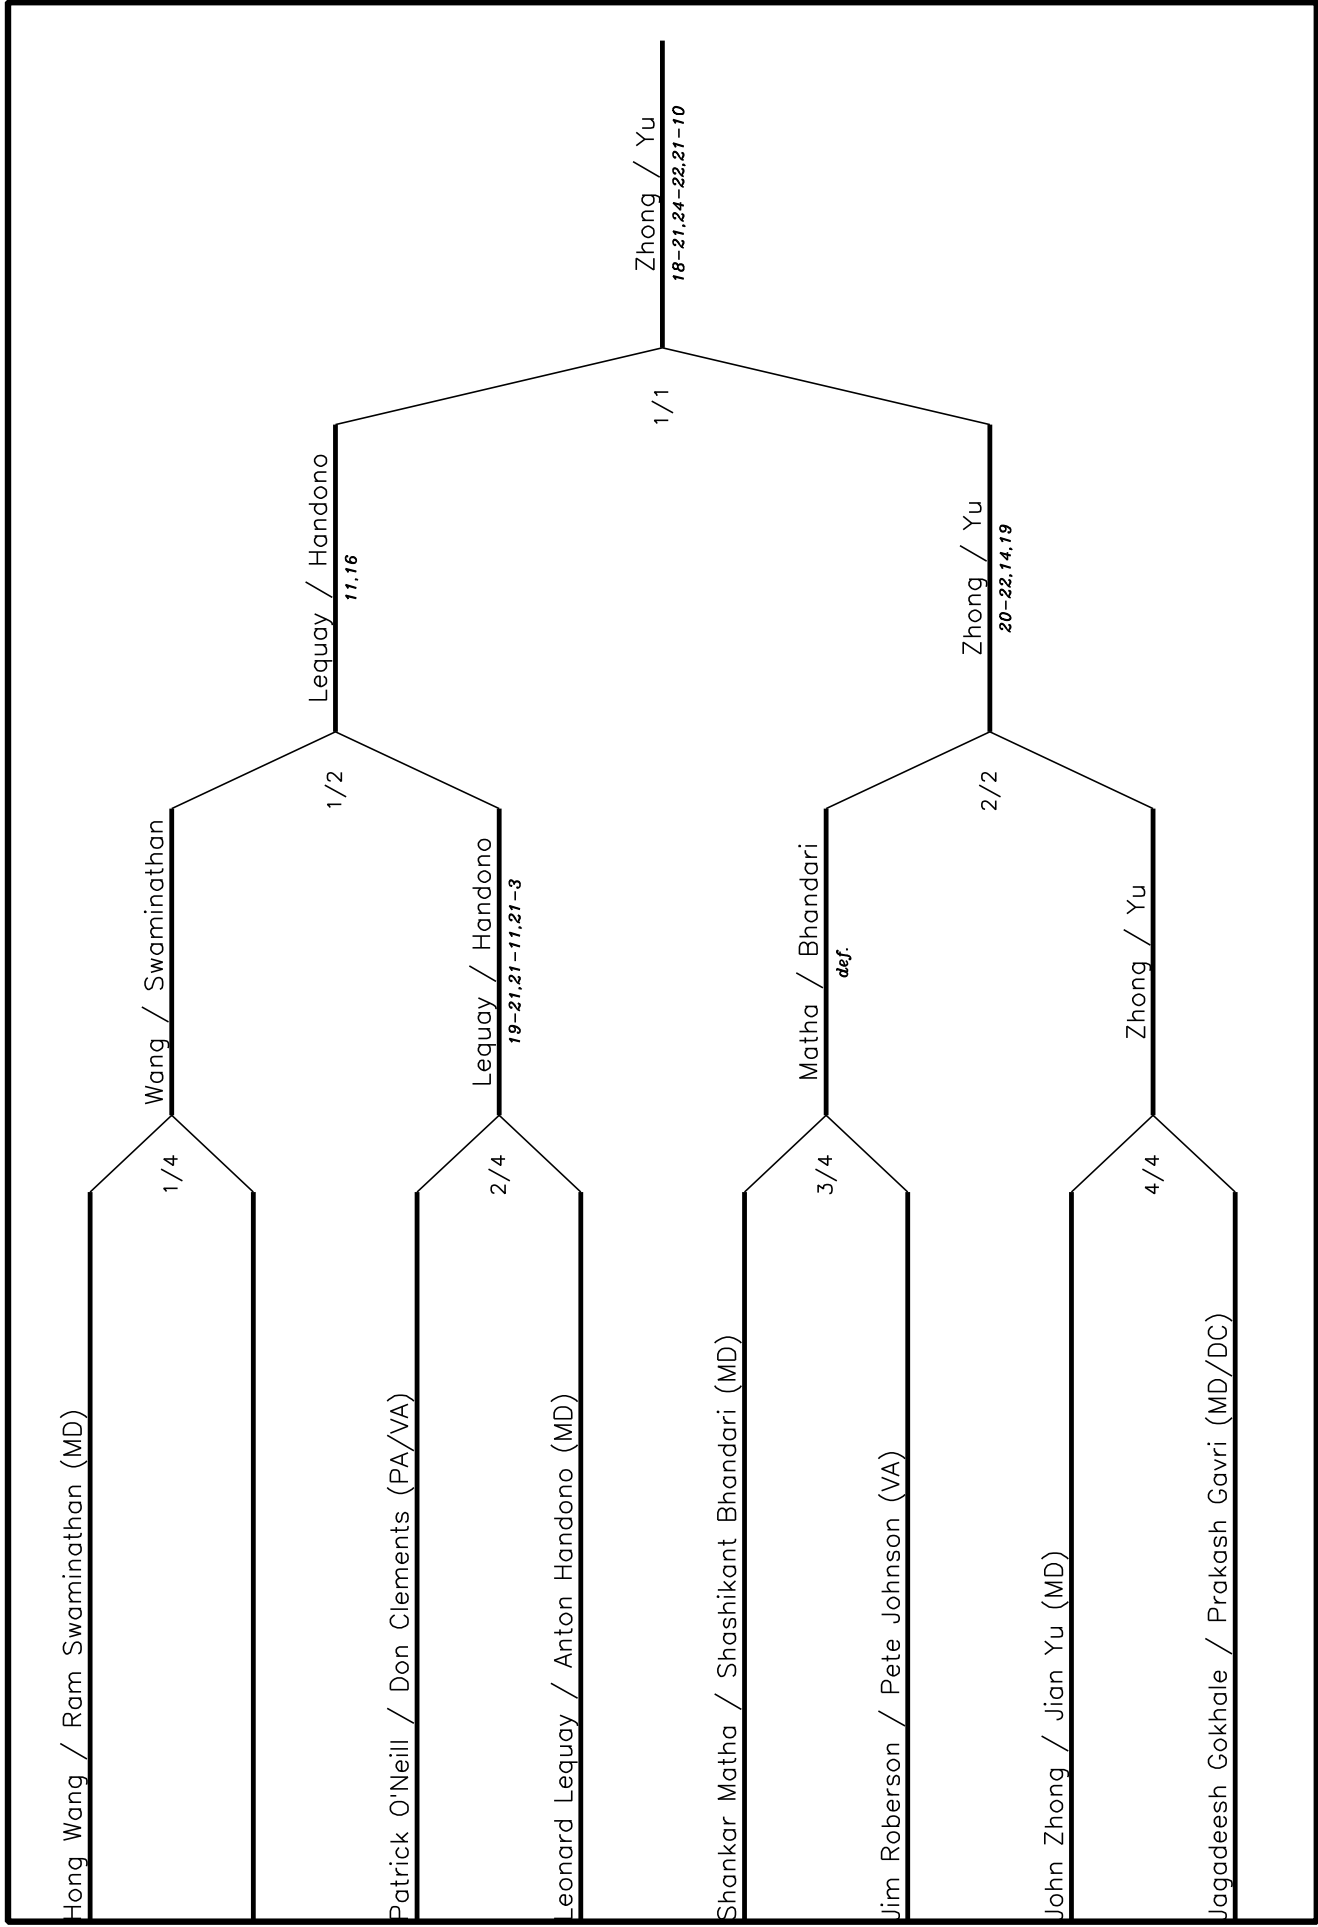 Hong Wang / Ram Swaminathan (MD)
Patrick O'Neill / Don Clements (PA/VA)
Leonard Lequay / Anton Handono (MD)
Shankar Matha / Shashikant Bhandari (MD)
Jim Roberson / Pete Johnson (VA)
John Zhong / Jian Yu (MD)
Jagadeesh Gokhale / Prakash Gavri (MD/DC)
1/4
2/4
3/4
4/4
Wang / Swaminathan
Lequay / Handono
19-21,21-11,21-3
Matha / Bhandari
def.
Zhong / Yu
1/2
2/2
Lequay / Handono
11,16
Zhong / Yu
20-22,14,19
1/1
Zhong / Yu
18-21,24-22,21-10